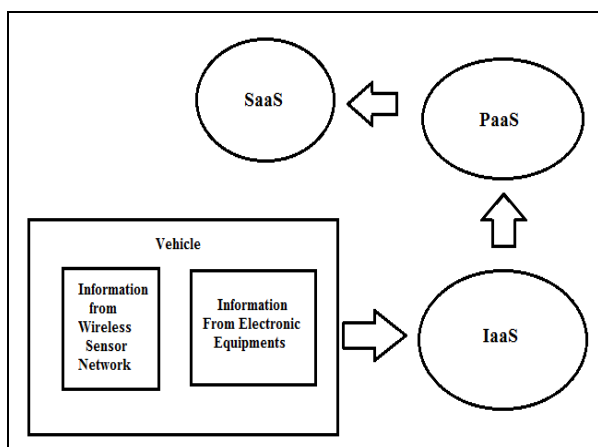 SaaS
PaaS
Vehicle
Information
from
Wireless
Sensor
Network
Information
From Electronic
Equipments
IaaS